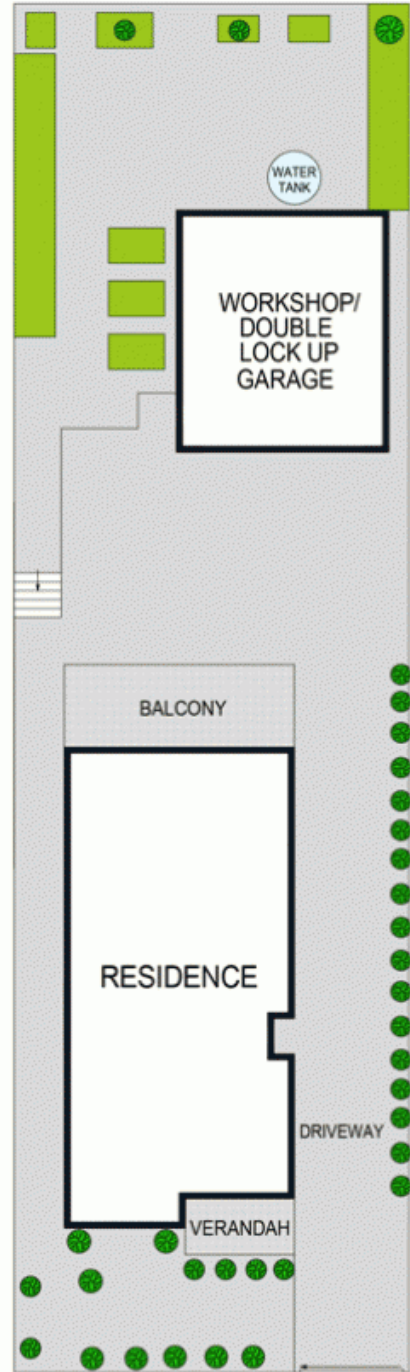 WATER
TANK
WORKSHOP/
DOUBLE
LOCK UP
GARAGE
BALCONY
RESIDENCE
DRIVEWAY
VERANDAH